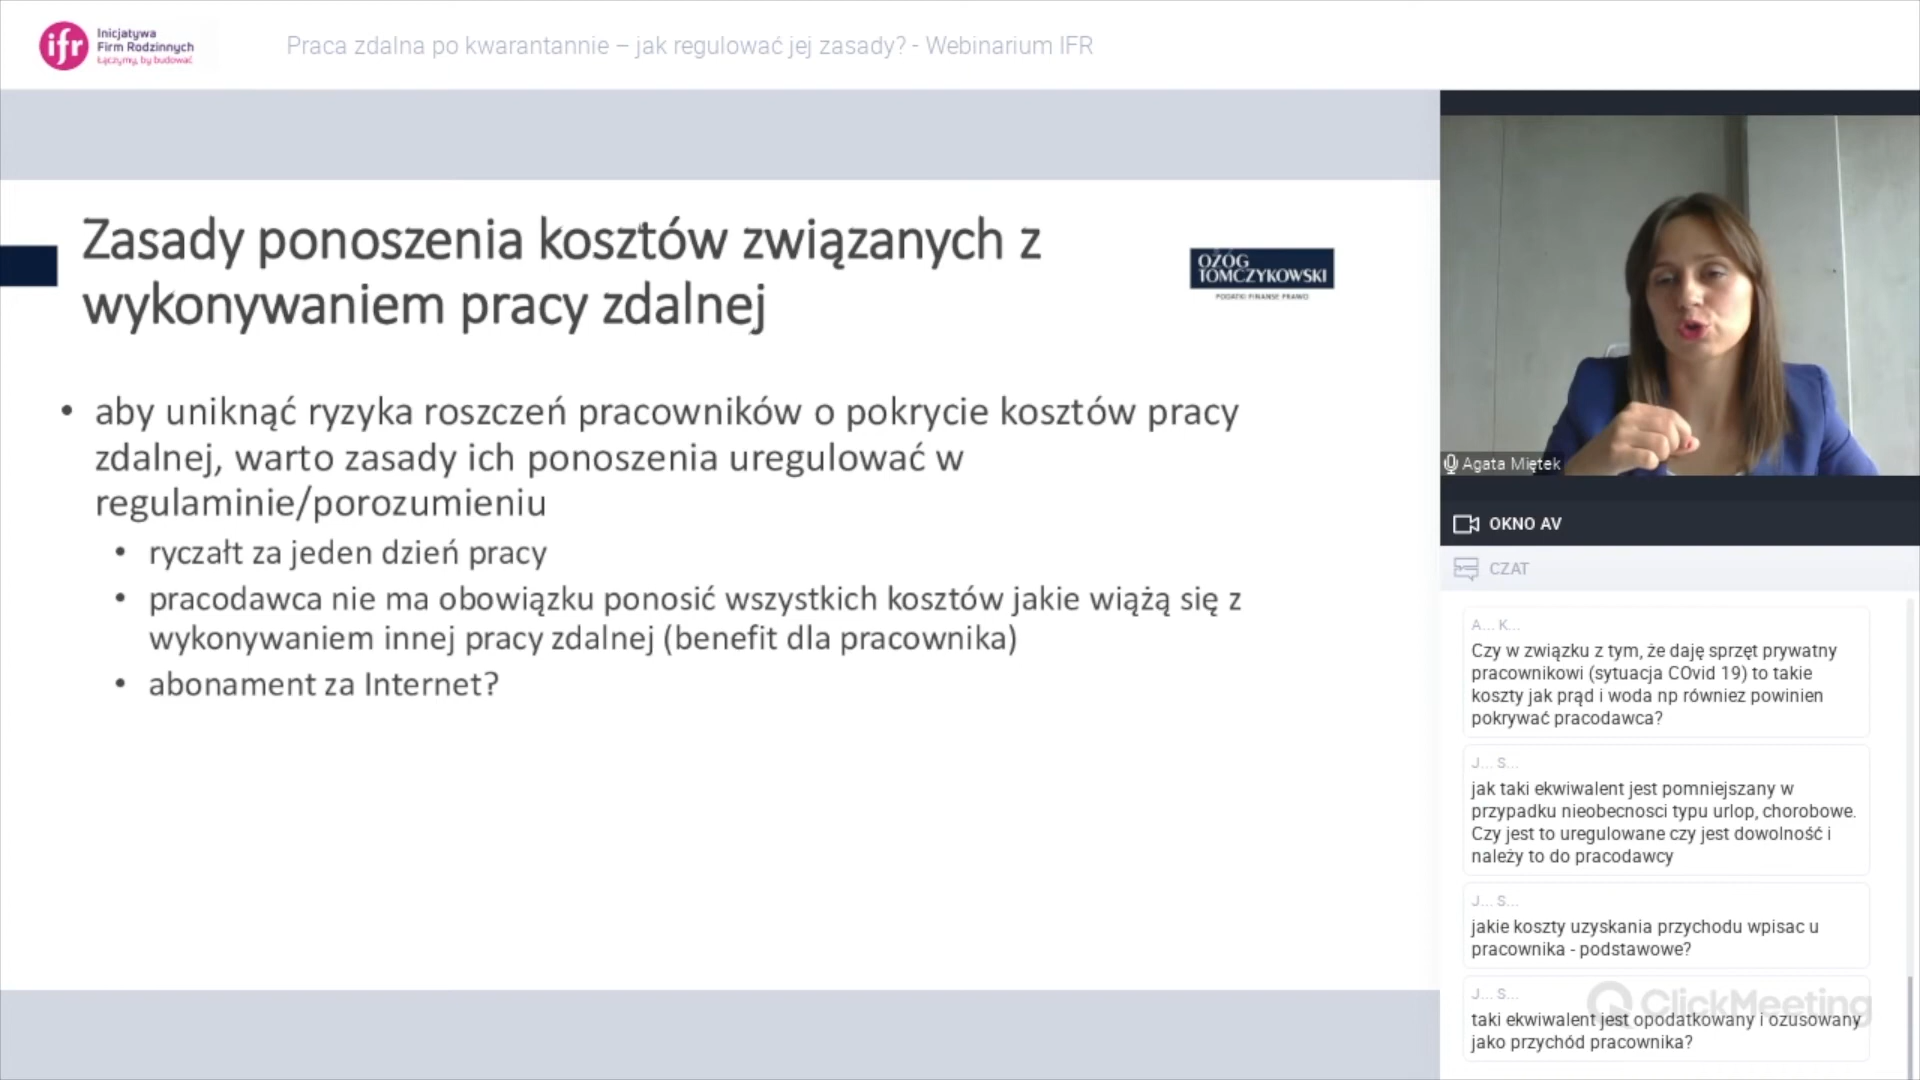 ifr
Inicjatywa
Firm Rodzinnych
Łączymy, by budować
Praca zdalna po kwarantannie – jak regulować jej zasady? - Webinarium IFR
Zasady ponoszenia kosztów związanych z
wykonywaniem pracy zdalnej
OŻÓG
TOMCZYKOWSKI
PODATKI FINANSE PRAWO
• aby uniknąć ryzyka roszczeń pracowników o pokrycie kosztów pracy
zdalnej, warto zasady ich ponoszenia uregulować w
regulaminie/porozumieniu
• ryczałt za jeden dzień pracy
• pracodawca nie ma obowiązku ponosić wszystkich kosztów jakie wiążą się z
wykonywaniem innej pracy zdalnej (benefit dla pracownika)
• abonament za Internet?
Agata Miętek
OKNO AV
CZAT
A... K...
Czy w związku z tym, że daję sprzęt prywatny
pracownikowi (sytuacja COvid 19) to takie
koszty jak prąd i woda np równiez powinien
pokrywać pracodawca?
J... S...
jak taki ekwiwalent jest pomniejszany w
przypadku nieobecnosci typu urlop, chorobowe.
Czy jest to uregulowane czy jest dowolność i
należy to do pracodawcy
J... S...
jakie koszty uzyskania przychodu wpisac u
pracownika - podstawowe?
J... S...
ClickMeeting
taki ekwiwalent jest opodatkowany i ozusowany
jako przychód pracownika?